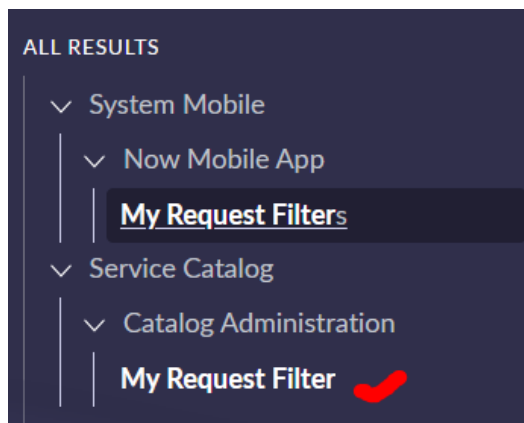 ALL RESULTS
System Mobile
Now Mobile App
My Request Filters
Service Catalog
Catalog Administration
My Request Filter